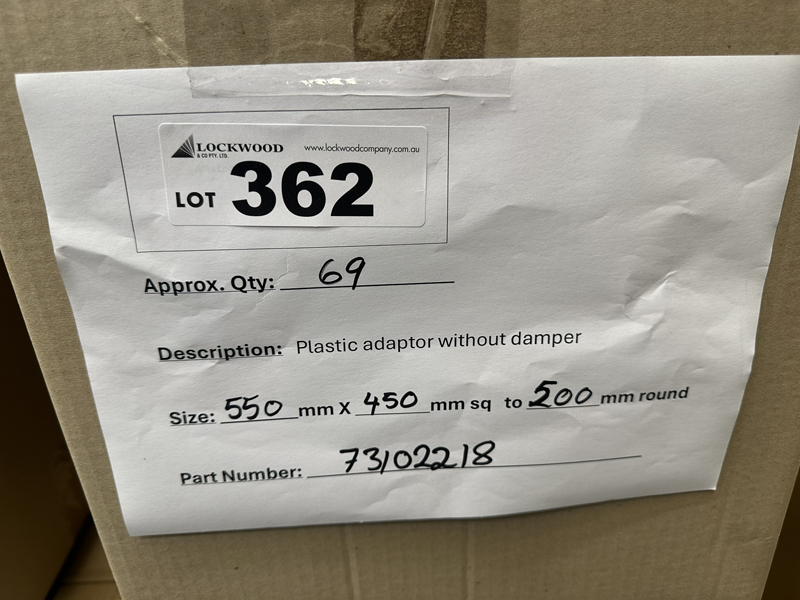 LOCKWOOD www.lockwoodcompany.com.au
& CO PTY. LTD.
LOT 362
Approx. Qty: 69
Description: Plastic adaptor without damper
Size: 550 mm X 450 mm sq to 500 mm round
Part Number: 73102218